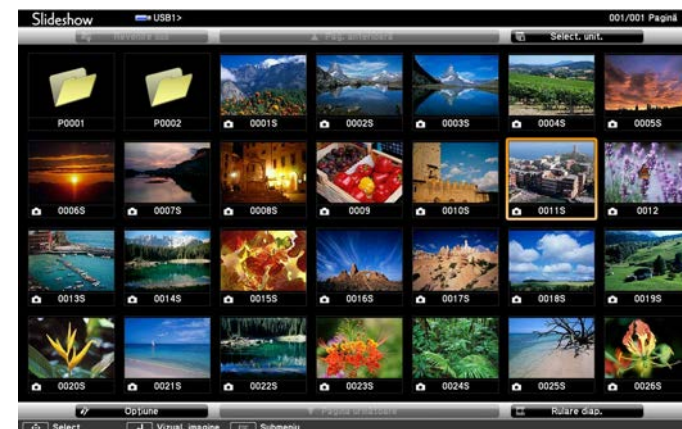 Slideshow USB1> 001/001 Pagină
Revenire sus Pag. anterioară Select. unit.
P0001 P0002 0001S 0002S 0003S 0004S 0005S
0006S 0007S 0008S 0009 0010S 0011S 0012
0013S 0014S 0015S 0016S 0017S 0018S 0019S
0020S 0021S 0022S 0023S 0024S 0025S 0026S
Opțiune Pagina următoare Rulare diap.
Select Vizual. imagine Esc Submeniu